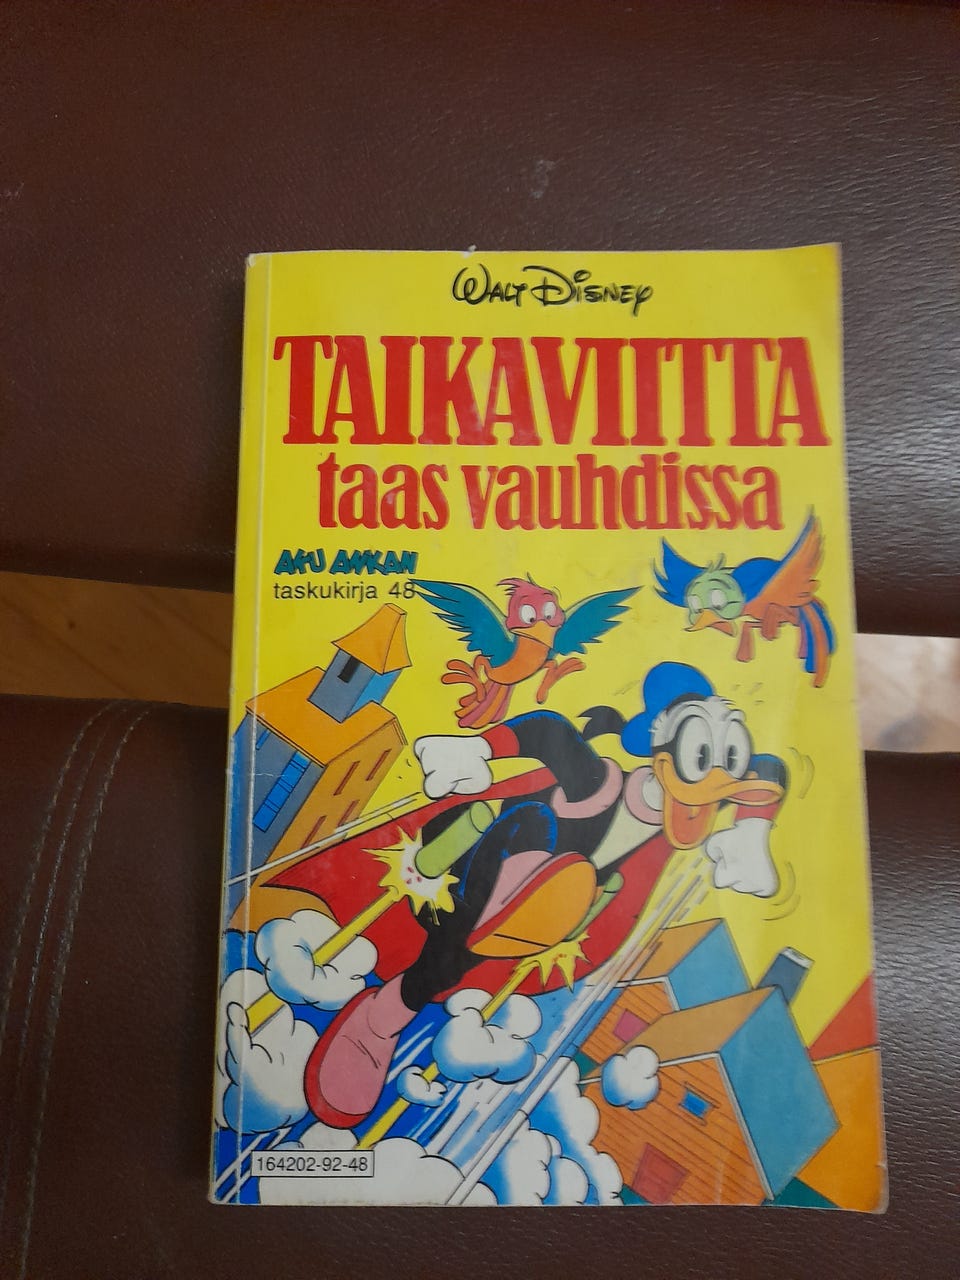 WALT DISNEY
TAIKAVIITTA
taas vauhdissa
AKU ANKAN
taskukirja 48
164202-92-48